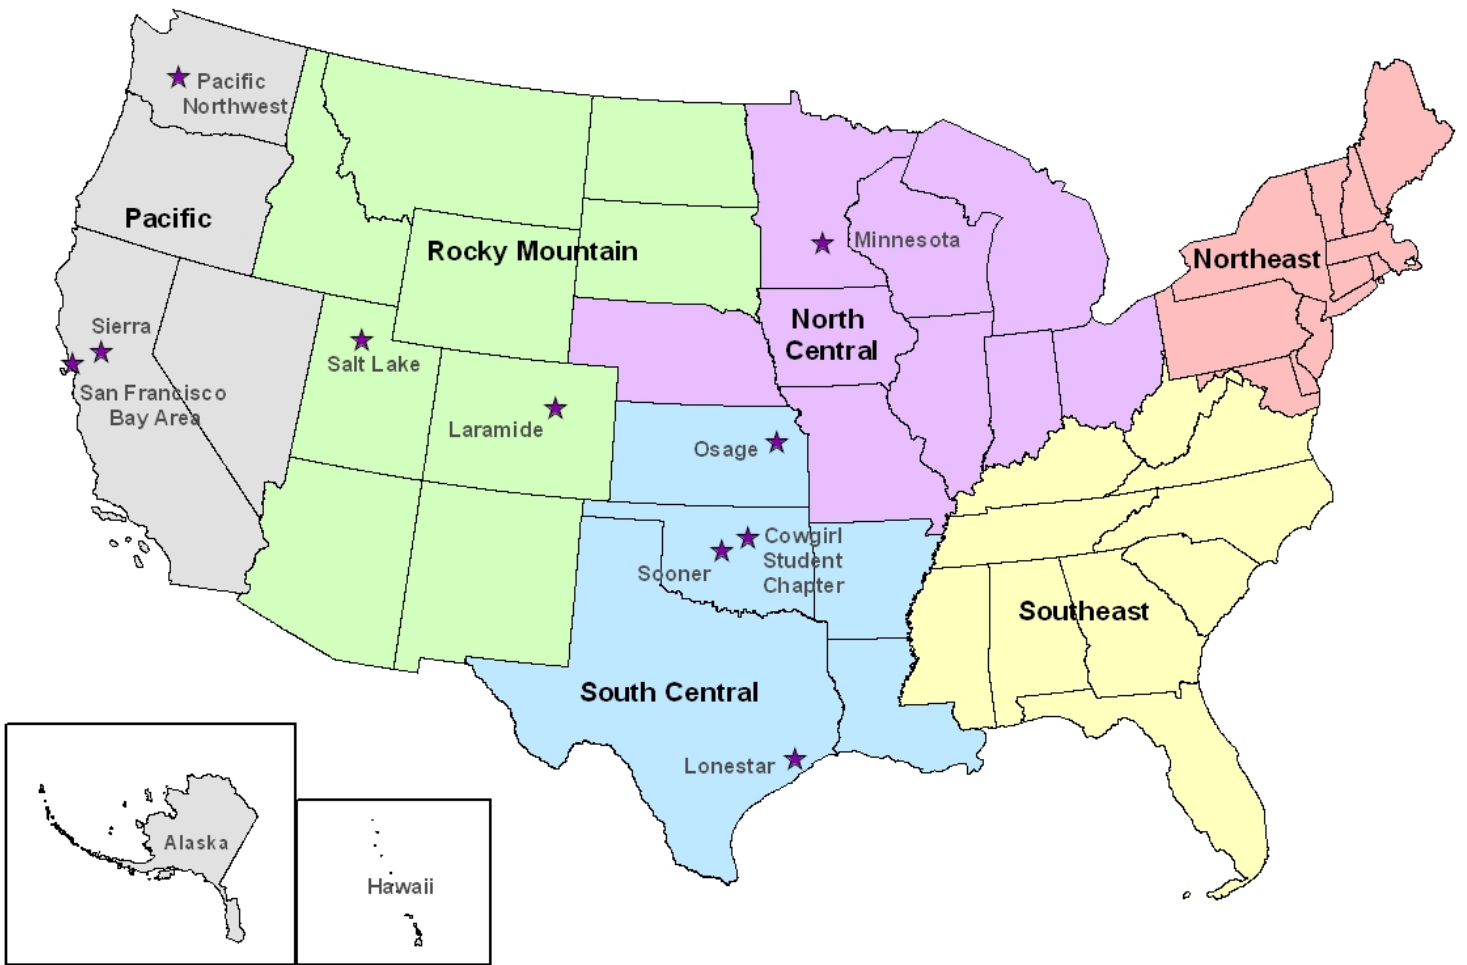 Pacific
Northwest
Pacific
Rocky Mountain
Minnesota
Northeast
North
Central
Sierra
San Francisco
Bay Area
Salt Lake
Laramide
Osage
Cowgirl
Student
Chapter
Sooner
Southeast
South Central
Lonestar
Alaska
Hawaii